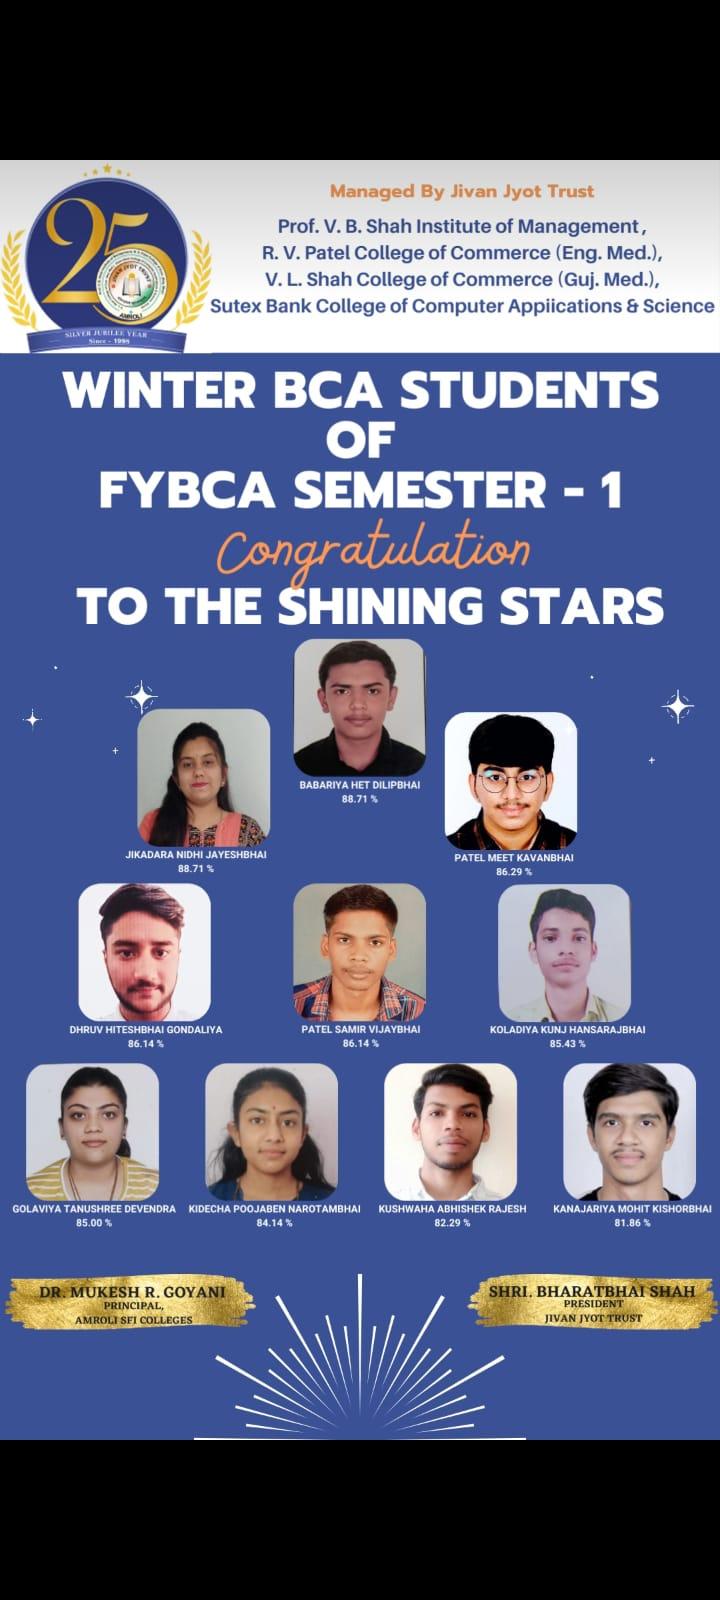 25
JIVAN JYOT TRUST
AMROLI
SILVER JUBILEE YEAR
Since - 1998
Managed By Jivan Jyot Trust
Prof. V. B. Shah Institute of Management,
R. V. Patel College of Commerce (Eng. Med.),
V. L. Shah College of Commerce (Guj. Med.),
Sutex Bank College of Computer Appiications & Science
WINTER BCA STUDENTS
OF
FYBCA SEMESTER - 1
Congratulation
TO THE SHINING STARS
BABARIYA HET DILIPBHAI
88.71 %
JIKADARA NIDHI JAYESHBHAI
88.71 %
PATEL MEET KAVANBHAI
86.29 %
DHRUV HITESHBHAI GONDALIYA
86.14 %
PATEL SAMIR VIJAYBHAI
86.14 %
KOLADIYA KUNJ HANSARAJBHAI
85.43 %
GOLAVIYA TANUSHREE DEVENDRA
85.00 %
KIDECHA POOJABEN NAROTAMBHAI
84.14 %
KUSHWAHA ABHISHEK RAJESH
82.29 %
KANAJARIYA MOHIT KISHORBHAI
81.86 %
DR. MUKESH R. GOYANI
PRINCIPAL,
AMROLI SFI COLLEGES
SHRI. BHARATBHAI SHAH
PRESIDENT
JIVAN JYOT TRUST